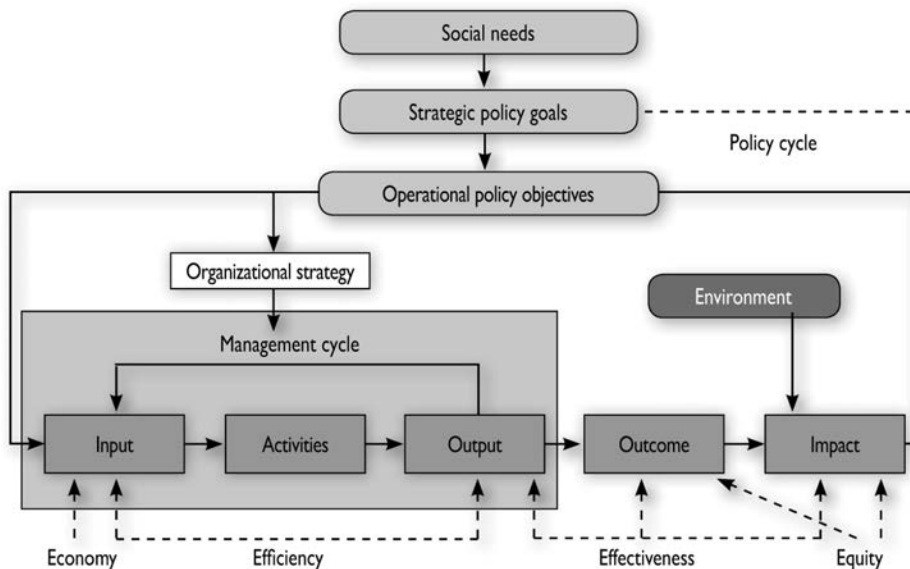 Social needs
Strategic policy goals
Policy cycle
Operational policy objectives
Organizational strategy
Environment
Management cycle
Input
Activities
Output
Outcome
Impact
Economy
Efficiency
Effectiveness
Equity